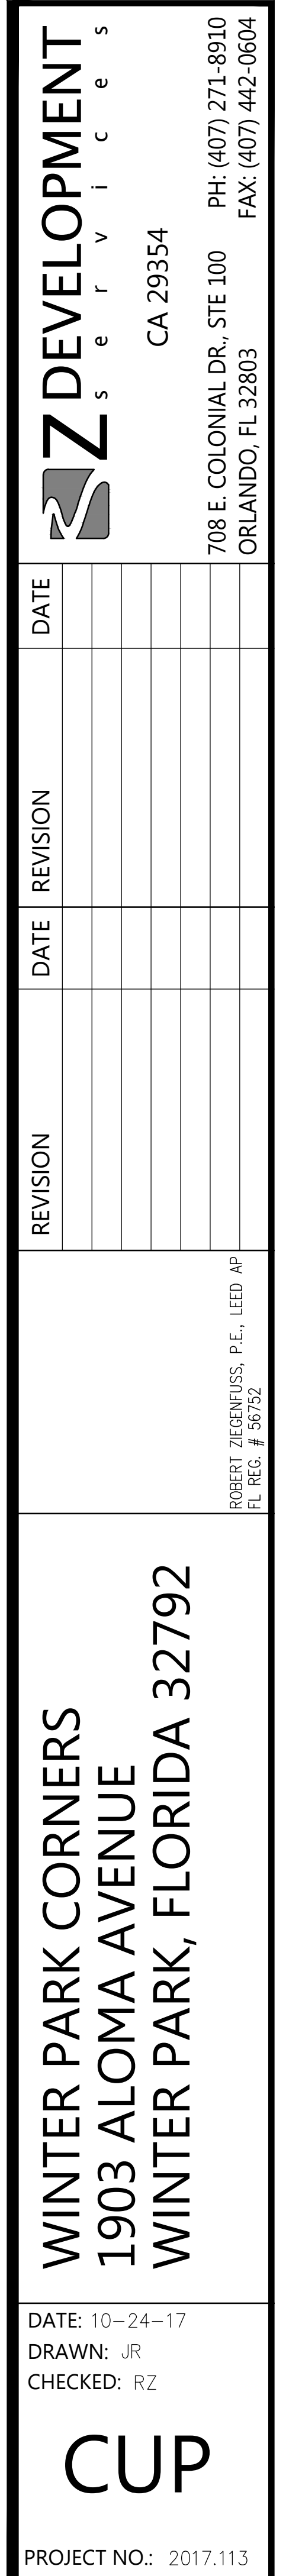 Z DEVELOPMENT
services
CA 29354
708 E. COLONIAL DR., STE 100 PH: (407) 271-8910
ORLANDO, FL 32803 FAX: (407) 442-0604
REVISION DATE
REVISION DATE
ROBERT ZIEGENFUSS, P.E., LEED AP
FL REG. # 56752
WINTER PARK CORNERS
1903 ALOMA AVENUE
WINTER PARK, FLORIDA 32792
DATE: 10-24-17
DRAWN: JR
CHECKED: RZ
CUP
PROJECT NO.: 2017.113